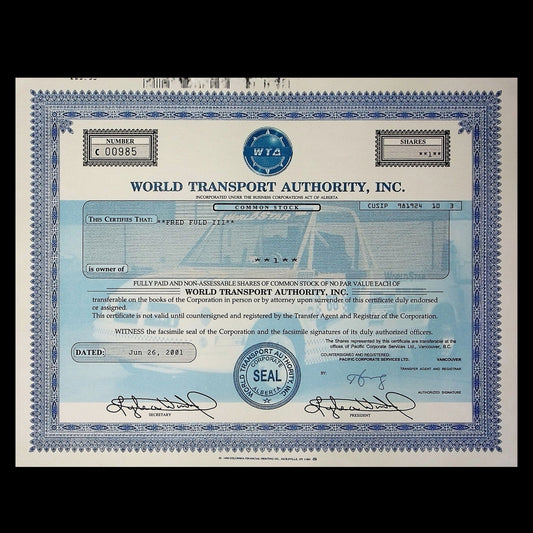 NUMBER
C 00985
WTA
SHARES
**1**
WORLD TRANSPORT AUTHORITY, INC.
INCORPORATED UNDER THE BUSINESS CORPORATIONS ACT OF ALBERTA
COMMON STOCK
CUSIP 981924 10 3
This Certifies That:
**FRED FULD III**
**1**
is owner of
WORLDSTAR
FULLY PAID AND NON-ASSESSABLE SHARES OF COMMON STOCK OF NO PAR VALUE EACH OF
WORLD TRANSPORT AUTHORITY, INC.
transferable on the books of the Corporation in person or by attorney upon surrender of this certificate duly endorsed
or assigned.
This certificate is not valid until countersigned and registered by the Transfer Agent and Registrar of the Corporation.
WITNESS the facsimile seal of the Corporation and the facsimile signatures of its duly authorized officers.
The Shares represented by this certificate are transferable at the
offices of Pacific Corporate Services Ltd., Vancouver, B.C.
DATED:
Jun 26, 2001
COUNTERSIGNED AND REGISTERED:
PACIFIC CORPORATE SERVICES LTD. VANCOUVER
TRANSFER AGENT AND REGISTRAR
BY:
AUTHORIZED SIGNATURE
WORLD TRANSPORT AUTHORITY INC.
CORPORATE
SEAL
ALBERTA
SECRETARY
PRESIDENT